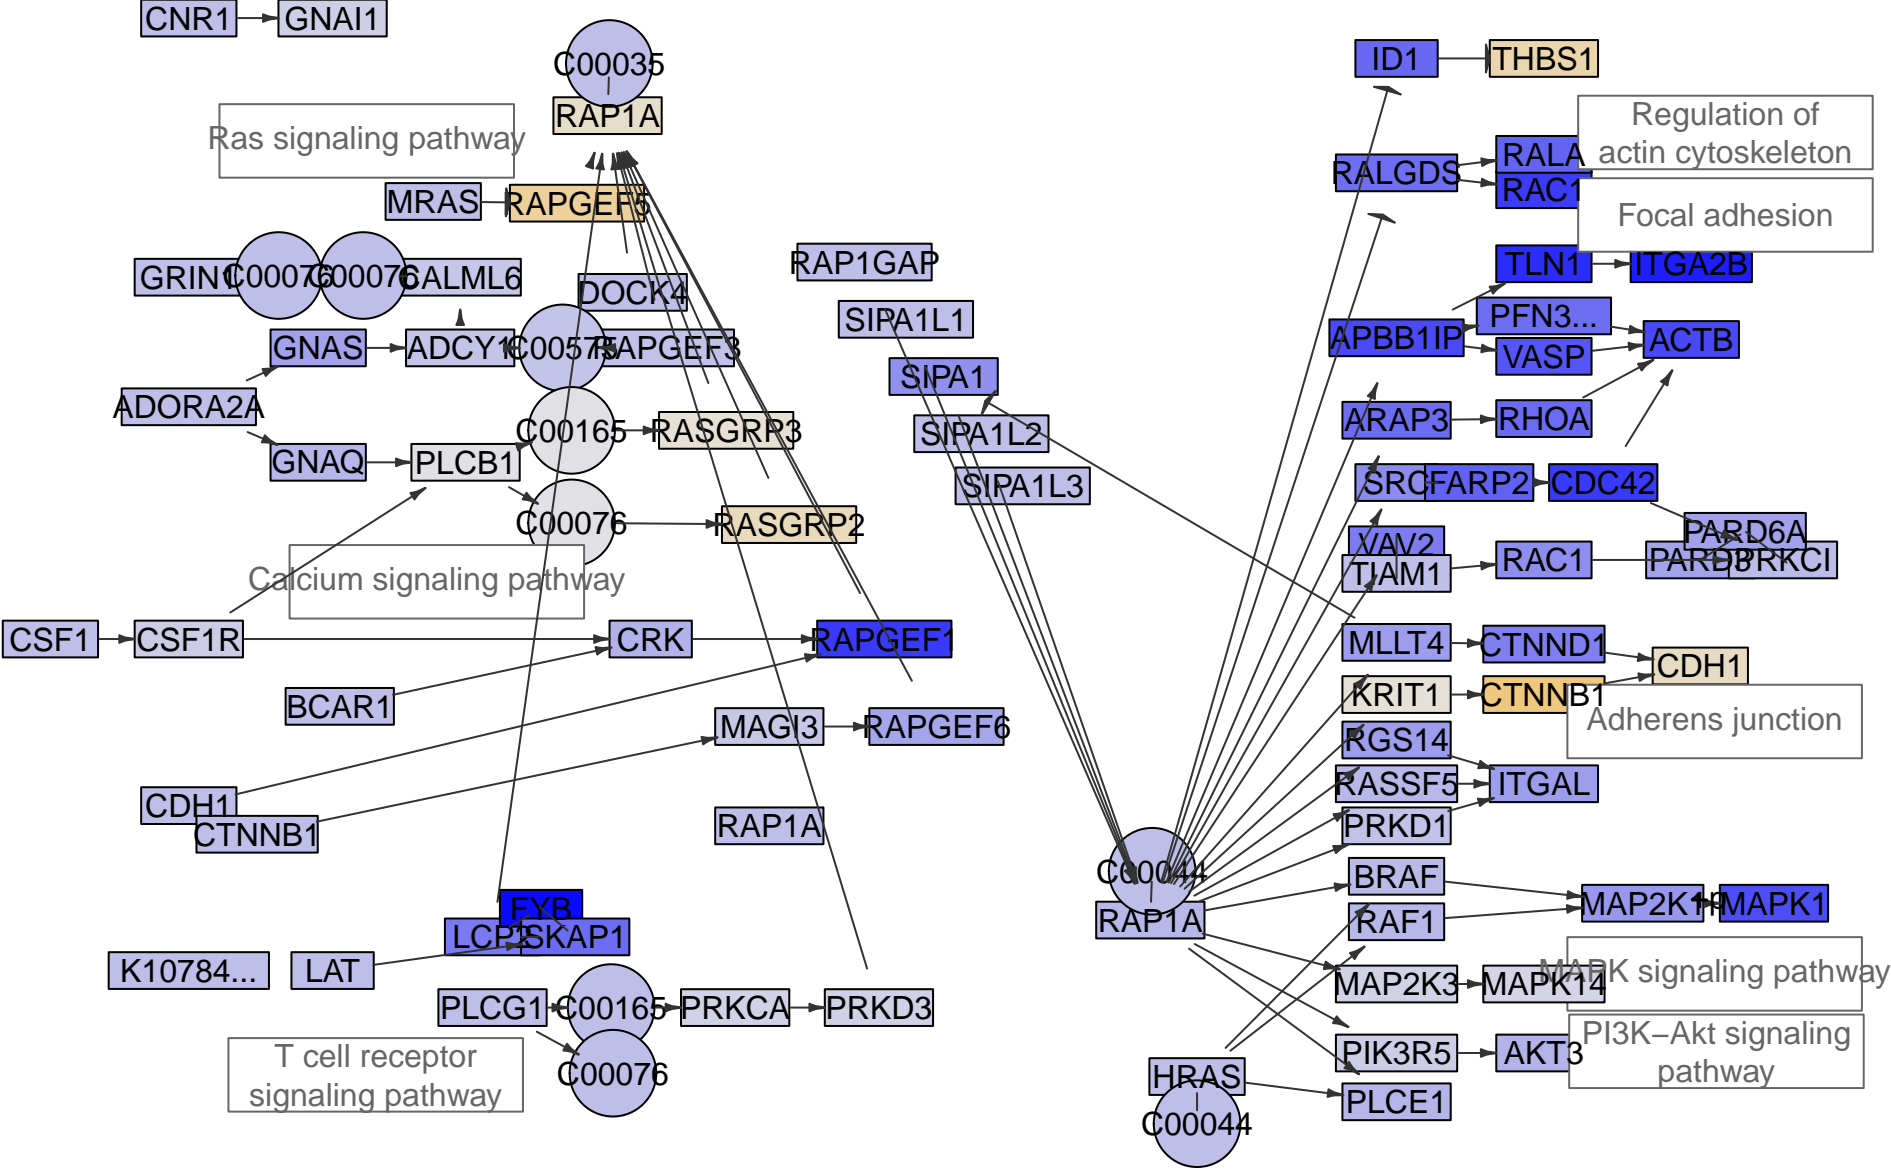 CNR1
GNAI1
C00035
RAP1A
Ras signaling pathway
MRAS
RAPGEF5
GRIN1
C00076
C00076
CALML6
DOCK4
GNAS
ADCY1
C00575
RAPGEF3
ADORA2A
GNAQ
PLCB1
C00165
RASGRP3
C00076
RASGRP2
Calcium signaling pathway
CSF1
CSF1R
CRK
RAPGEF1
BCAR1
MAGI3
RAPGEF6
CDH1
CTNNB1
RAP1A
FYB
LCP2
SKAP1
K10784...
LAT
PLCG1
C00165
PRKCA
PRKD3
C00076
T cell receptor
signaling pathway
RAP1GAP
SIPA1L1
SIPA1
SIPA1L2
SIPA1L3
C00044
RAP1A
HRAS
C00044
ID1
THBS1
Regulation of
actin cytoskeleton
RALGDS
RALA
RAC1
Focal adhesion
TLN1
ITGA2B
APBB1IP
PFN3...
VASP
ACTB
ARAP3
RHOA
SRC
FARP2
CDC42
VAV2
TIAM1
RAC1
PARD6A
PARD3
PRKCI
MLLT4
CTNND1
CDH1
KRIT1
CTNNB1
Adherens junction
RGS14
RASSF5
ITGAL
PRKD1
BRAF
RAF1
MAP2K1
+p
MAPK1
MAP2K3
MAPK14
MAPK signaling pathway
PIK3R5
AKT3
PI3K−Akt signaling
pathway
PLCE1